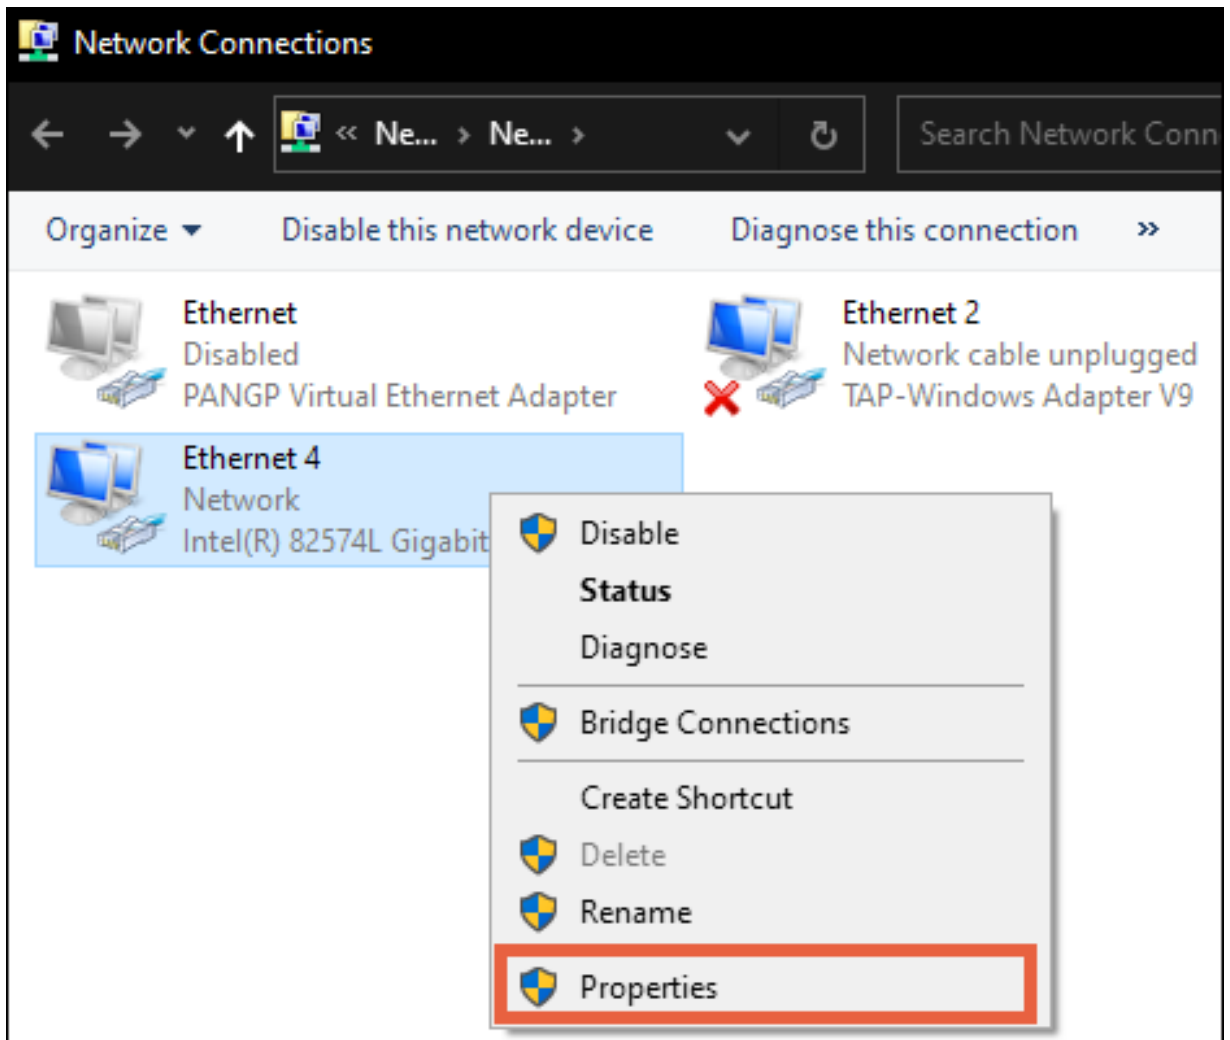 Network Connections
« Ne... > Ne... >
Search Network Conn
Organize
Disable this network device
Diagnose this connection
»
Ethernet
Disabled
PANGP Virtual Ethernet Adapter
Ethernet 2
Network cable unplugged
TAP-Windows Adapter V9
Ethernet 4
Network
Intel(R) 82574L Gigabit
Disable
Status
Diagnose
Bridge Connections
Create Shortcut
Delete
Rename
Properties